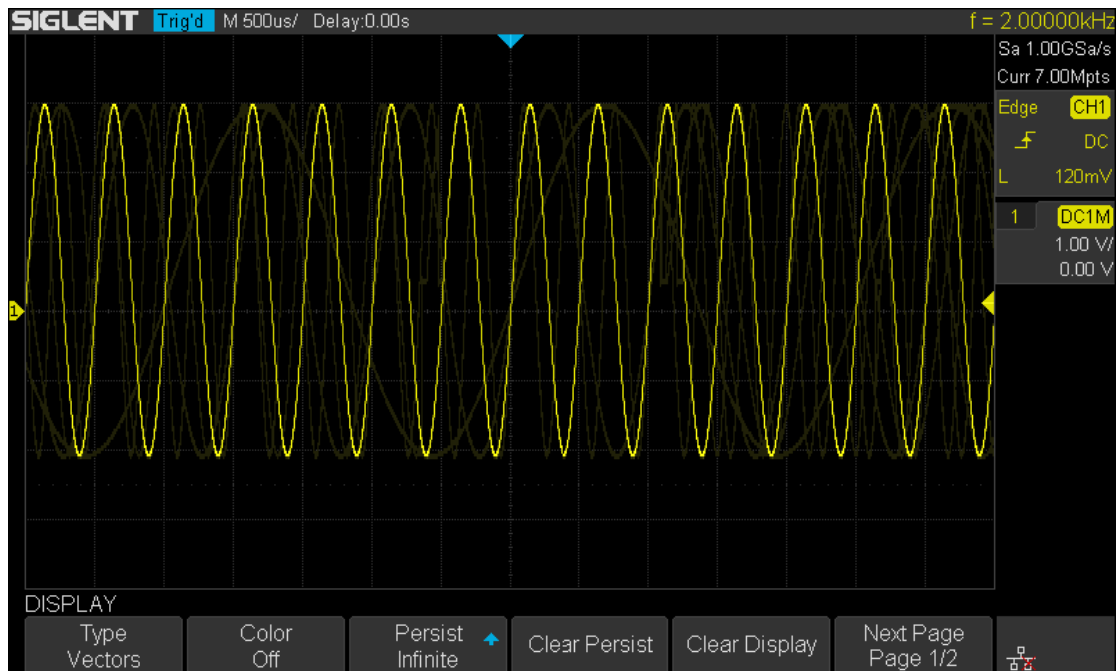 SIGLENT Trig'd M 500us/ Delay:0.00s f = 2.00000kHz
Sa 1.00GSa/s
Curr 7.00Mpts
Edge CH1
DC
L 120mV
1 DC1M
1.00 V/
0.00 V
1
DISPLAY
Type Color Persist Clear Persist Clear Display Next Page
Vectors Off Infinite Page 1/2